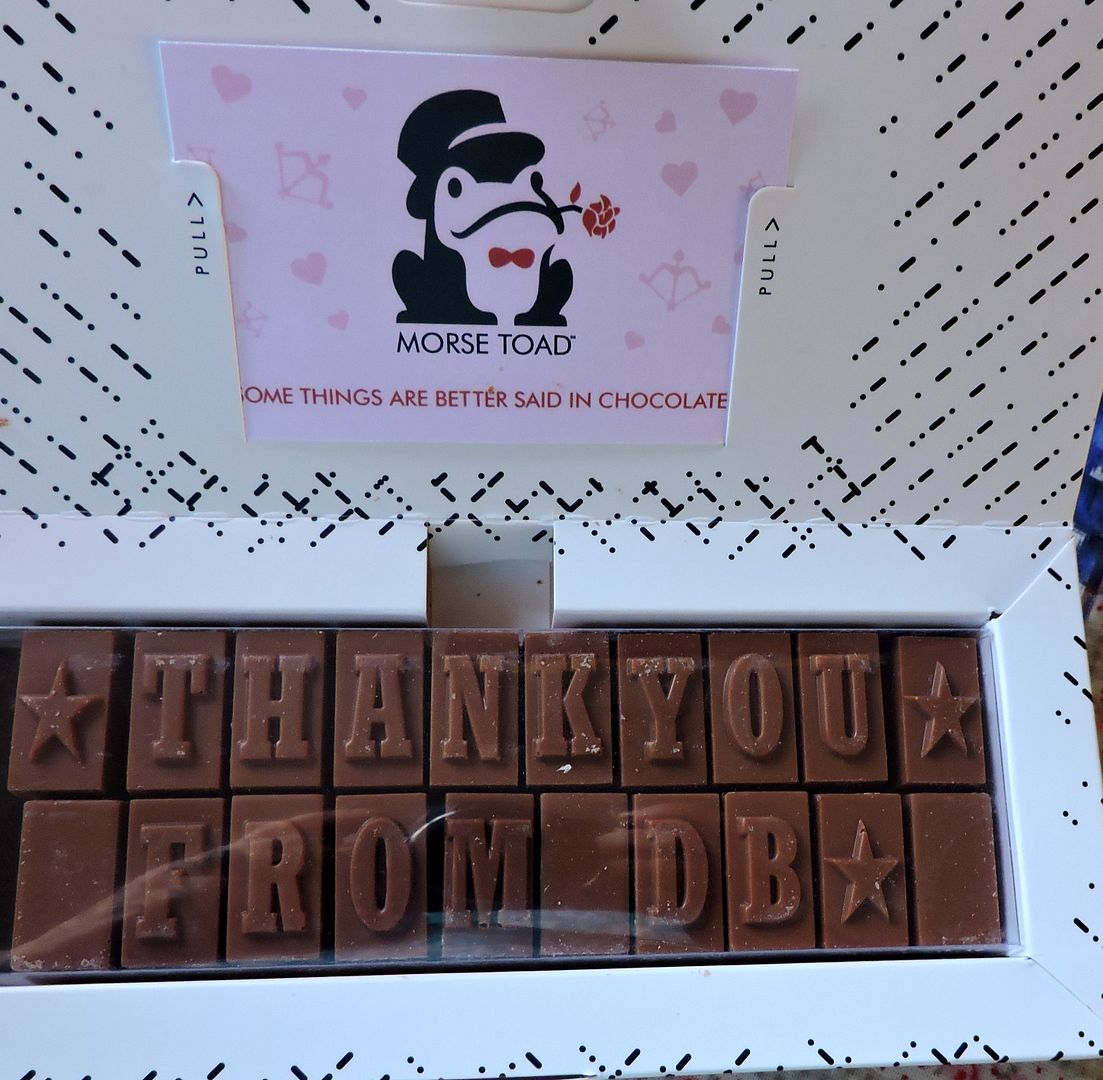 PULL >
PULL >
MORSE TOAD™
SOME THINGS ARE BETTER SAID IN CHOCOLATE
★THANKYOU★
FROM DB★